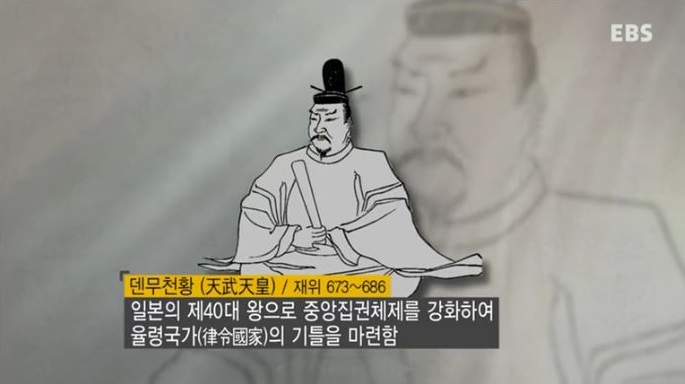 EBS
덴무천황 (天武天皇) / 재위 673~686
일본의 제40대 왕으로 중앙집권체제를 강화하여
율령국가(律令國家)의 기틀을 마련함